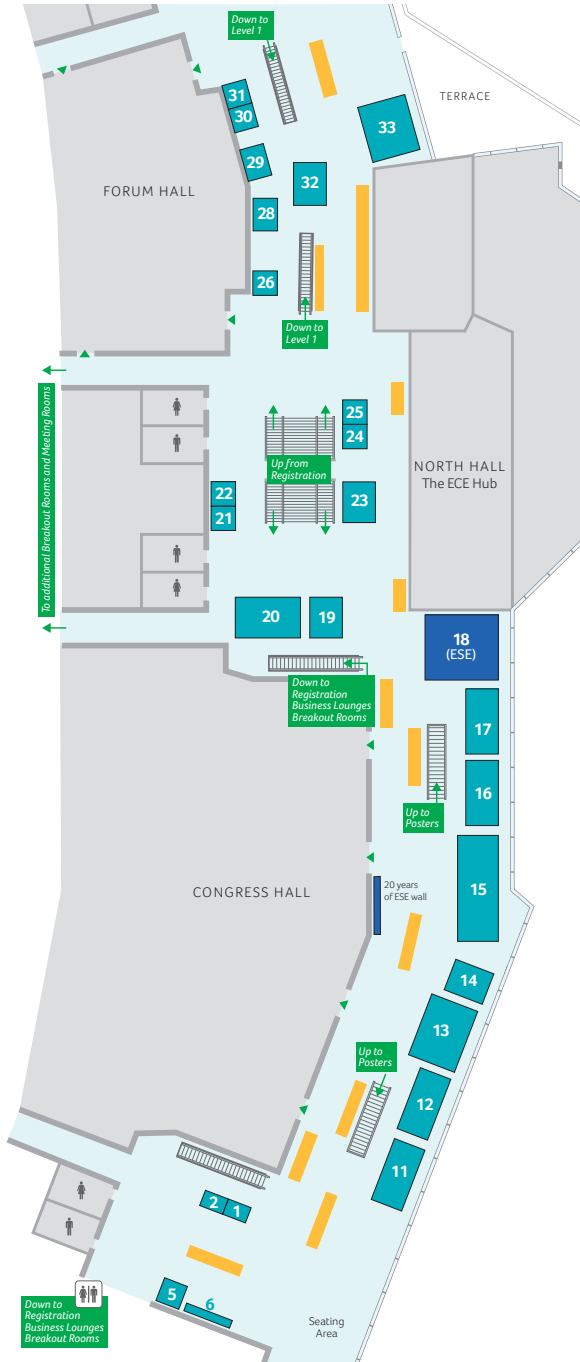 Down to
Level 1
TERRACE
31
30
33
29
32
FORUM HALL
28
26
Down to
Level 1
To additional Breakout Rooms and Meeting Rooms
25
24
Up from
Registration
NORTH HALL
The ECE Hub
22
21
23
20
19
18
(ESE)
Down to
Registration
Business Lounges
Breakout Rooms
17
16
Up to
Posters
20 years
of ESE wall
CONGRESS HALL
15
14
13
Up to
Posters
12
11
2
1
5
6
Seating
Area
Down to
Registration
Business Lounges
Breakout Rooms